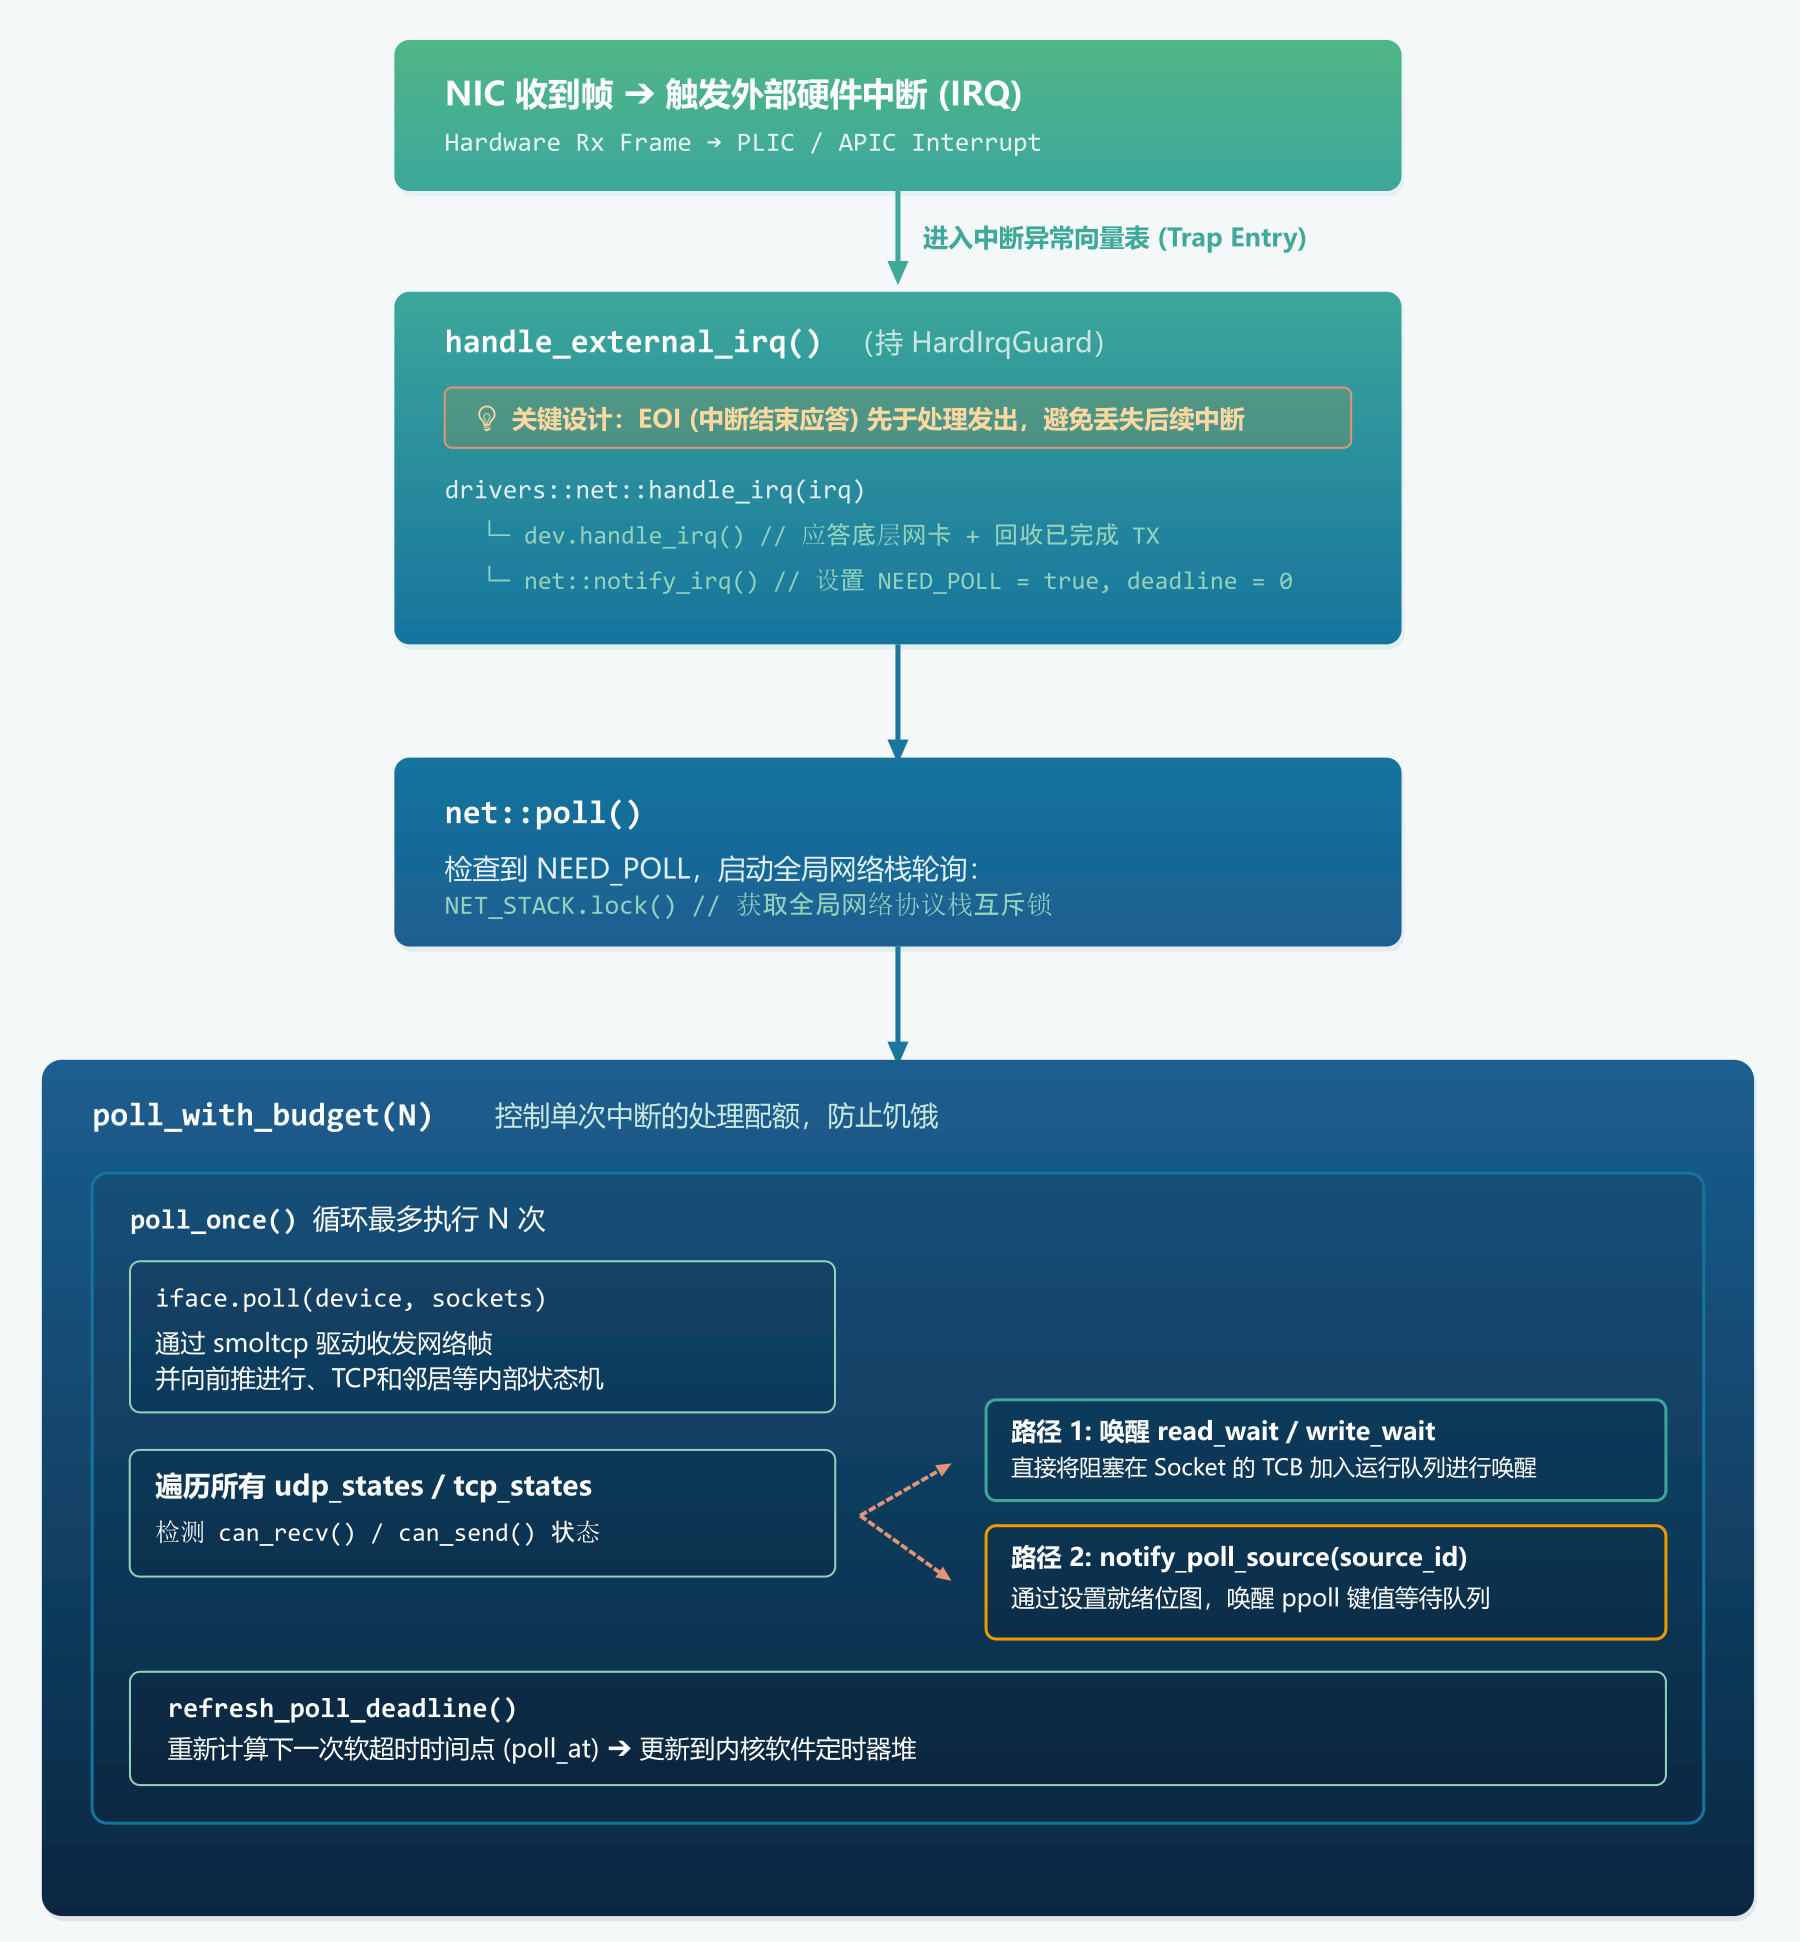 NIC 收到帧 ➔ 触发外部硬件中断 (IRQ)
Hardware Rx Frame → PLIC / APIC Interrupt
进入中断异常向量表 (Trap Entry)
handle_external_irq() (持 HardIrqGuard)
关键设计：EOI (中断结束应答) 先于处理发出，避免丢失后续中断
drivers::net::handle_irq(irq)
└─ dev.handle_irq() // 应答底层网卡 + 回收已完成 TX
└─ net::notify_irq() // 设置 NEED_POLL = true, deadline = 0
net::poll()
检查到 NEED_POLL，启动全局网络栈轮询：
NET_STACK.lock() // 获取全局网络协议栈互斥锁
poll_with_budget(N) 控制单次中断的处理配额，防止饥饿
poll_once() 循环最多执行 N 次
iface.poll(device, sockets)
通过 smoltcp 驱动收发网络帧
并向前推进行、TCP和邻居等内部状态机
遍历所有 udp_states / tcp_states
检测 can_recv() / can_send() 状态
路径 1: 唤醒 read_wait / write_wait
直接将阻塞在 Socket 的 TCB 加入运行队列进行唤醒
路径 2: notify_poll_source(source_id)
通过设置就绪位图，唤醒 ppoll 键值等待队列
refresh_poll_deadline()
重新计算下一次软超时时间点 (poll_at) ➔ 更新到内核软件定时器堆